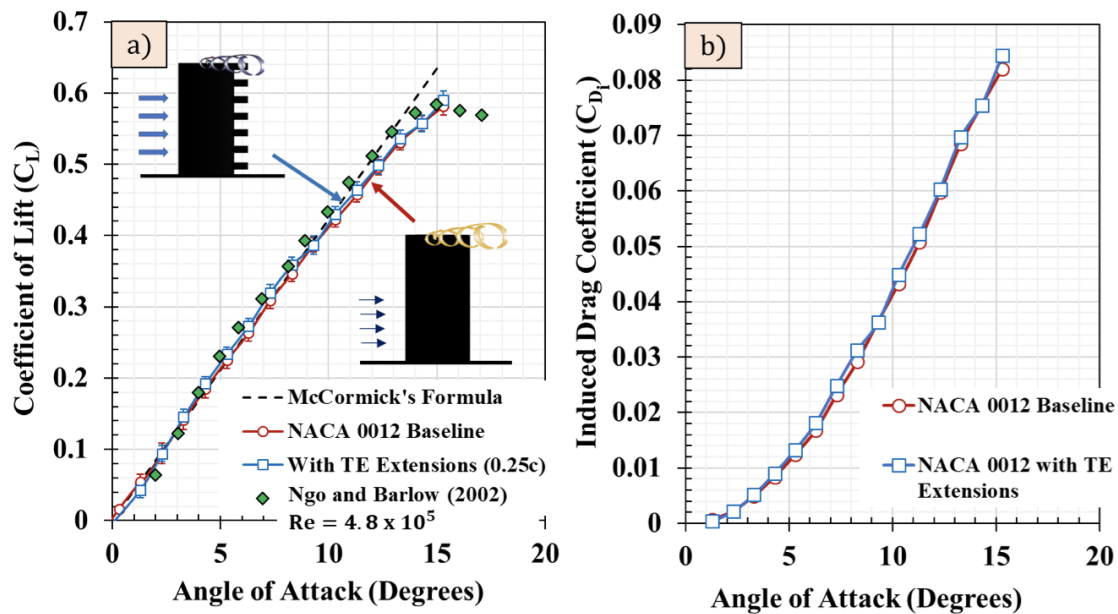 a)
Coefficient of Lift (C_L)
0.7
0.6
0.5
0.4
0.3
0.2
0.1
0
McCormick's Formula
NACA 0012 Baseline
With TE Extensions (0.25c)
Ngo and Barlow (2002)
Re = 4.8 x 10⁵
0 5 10 15 20
Angle of Attack (Degrees)
b)
Induced Drag Coefficient (C_{D_i})
0.09
0.08
0.07
0.06
0.05
0.04
0.03
0.02
0.01
0
NACA 0012 Baseline
NACA 0012 with TE
Extensions
0 5 10 15 20
Angle of Attack (Degrees)